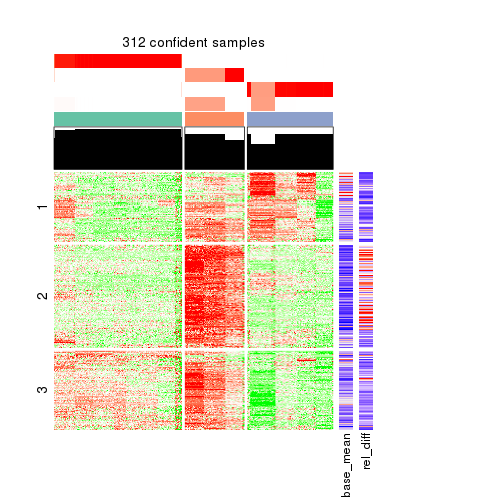 312 confident samples
1
2
3
base_mean
rel_diff